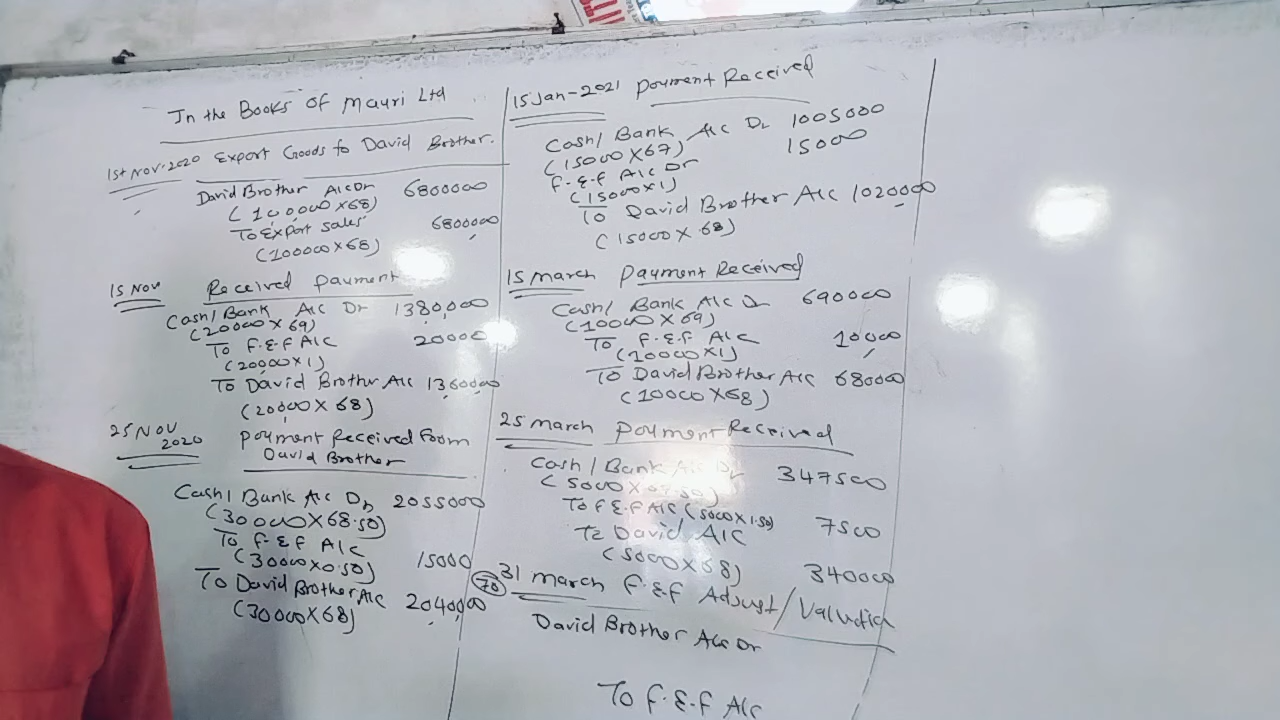 In the Books of Mauri Ltd
1st Nov-2020 Export Goods to David Brother.
David Brother A/c Dr 6800000
(100,000 X 68)
To Export Sales 6800000
(100000 X 68)
15 Nov Received Payment
Cash/Bank A/c Dr 1380,000
(20000 X 69)
To F.E.F A/C 20000
(20000 X 1)
To David Brother A/c 1360000
(20000 X 68)
25 NOV 2020 Payment Received From
David Brother
Cash/Bank A/c Dr 2055000
(30000 X 68.50)
To F.E.F A/C
(30000 X 0.50) 15000
To David Brother A/c 2040,000
(30000 X 68)
15 Jan-2021 Payment Received
Cash/Bank A/c Dr 1005000
(15000 X 67)
F.E.F A/C Dr 15000
(15000 X 1)
To David Brother A/c 1020000
(15000 X 68)
15 march Payment Received
Cash/Bank A/C Dr 690000
(10000 X 69)
To F.E.F A/C 10000
(10000 X 1)
To David Brother A/c 680000
(10000 X 68)
25 march Payment Received
Cash/Bank A/c Dr 347500
(5000 X
To F.E.F A/C (5000 X 1.50) 7500
To David A/C
(5000 X 68) 340000
70 31 march F.E.F Adjust/Valuation
David Brother A/c Dr
To F.E.F A/c